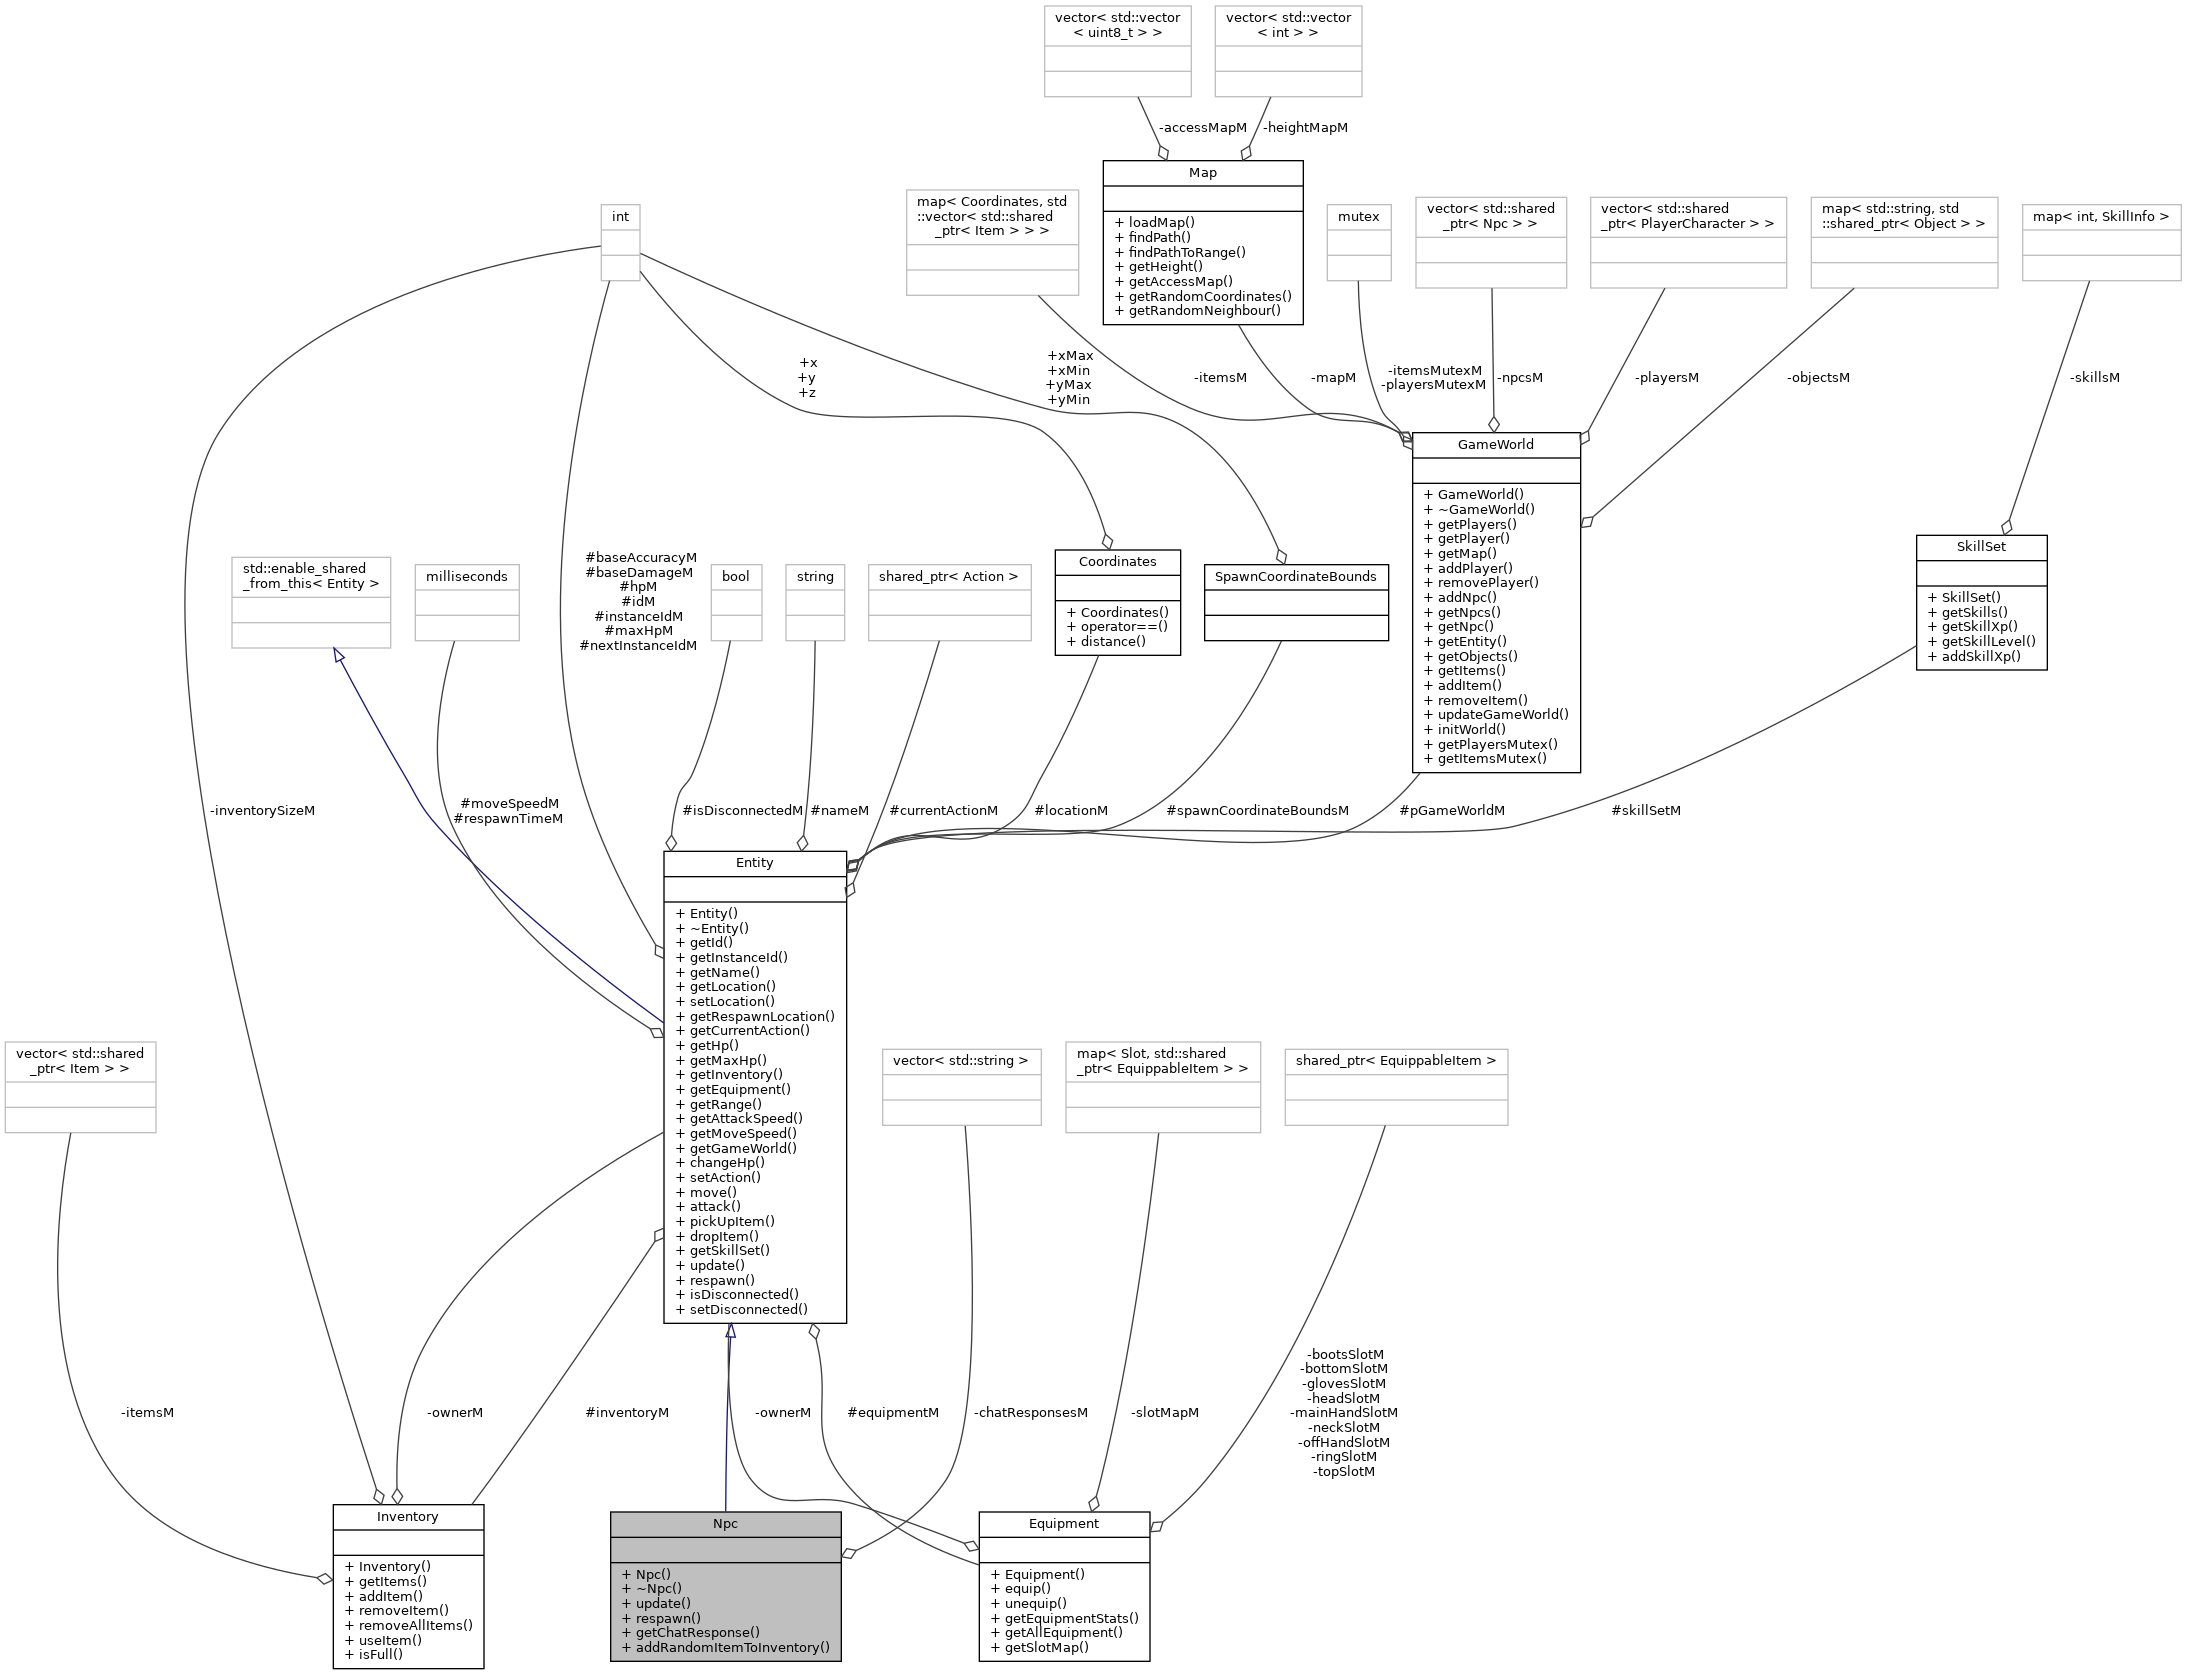 vector< std::vector
< uint8_t > >
vector< std::vector
< int > >
-accessMapM
-heightMapM
Map
+ loadMap()
+ findPath()
+ findPathToRange()
+ getHeight()
+ getAccessMap()
+ getRandomCoordinates()
+ getRandomNeighbour()
map< Coordinates, std
::vector< std::shared
_ptr< Item > > >
int
mutex
vector< std::shared
_ptr< Npc > >
vector< std::shared
_ptr< PlayerCharacter > >
map< std::string, std
::shared_ptr< Object > >
map< int, SkillInfo >
+x
+y
+z
+xMax
+xMin
+yMax
+yMin
-itemsM
-mapM
-itemsMutexM
-playersMutexM
-npcsM
-playersM
-objectsM
-skillsM
GameWorld
+ GameWorld()
+ ~GameWorld()
+ getPlayers()
+ getPlayer()
+ getMap()
+ addPlayer()
+ removePlayer()
+ addNpc()
+ getNpcs()
+ getNpc()
+ getEntity()
+ getObjects()
+ getItems()
+ addItem()
+ removeItem()
+ updateGameWorld()
+ initWorld()
+ getPlayersMutex()
+ getItemsMutex()
SkillSet
+ SkillSet()
+ getSkills()
+ getSkillXp()
+ getSkillLevel()
+ addSkillXp()
std::enable_shared
_from_this< Entity >
milliseconds
#baseAccuracyM
#baseDamageM
#hpM
#idM
#instanceIdM
#maxHpM
#nextInstanceIdM
bool
string
shared_ptr< Action >
Coordinates
+ Coordinates()
+ operator==()
+ distance()
SpawnCoordinateBounds
-inventorySizeM
#moveSpeedM
#respawnTimeM
#isDisconnectedM
#nameM
#currentActionM
#locationM
#spawnCoordinateBoundsM
#pGameWorldM
#skillSetM
Entity
+ Entity()
+ ~Entity()
+ getId()
+ getInstanceId()
+ getName()
+ getLocation()
+ setLocation()
+ getRespawnLocation()
+ getCurrentAction()
+ getHp()
+ getMaxHp()
+ getInventory()
+ getEquipment()
+ getRange()
+ getAttackSpeed()
+ getMoveSpeed()
+ getGameWorld()
+ changeHp()
+ setAction()
+ move()
+ attack()
+ pickUpItem()
+ dropItem()
+ getSkillSet()
+ update()
+ respawn()
+ isDisconnected()
+ setDisconnected()
vector< std::shared
_ptr< Item > >
vector< std::string >
map< Slot, std::shared
_ptr< EquippableItem > >
shared_ptr< EquippableItem >
-itemsM
-ownerM
#inventoryM
-ownerM
#equipmentM
-chatResponsesM
-slotMapM
-bootsSlotM
-bottomSlotM
-glovesSlotM
-headSlotM
-mainHandSlotM
-neckSlotM
-offHandSlotM
-ringSlotM
-topSlotM
Inventory
+ Inventory()
+ getItems()
+ addItem()
+ removeItem()
+ removeAllItems()
+ useItem()
+ isFull()
Npc
+ Npc()
+ ~Npc()
+ update()
+ respawn()
+ getChatResponse()
+ addRandomItemToInventory()
Equipment
+ Equipment()
+ equip()
+ unequip()
+ getEquipmentStats()
+ getAllEquipment()
+ getSlotMap()